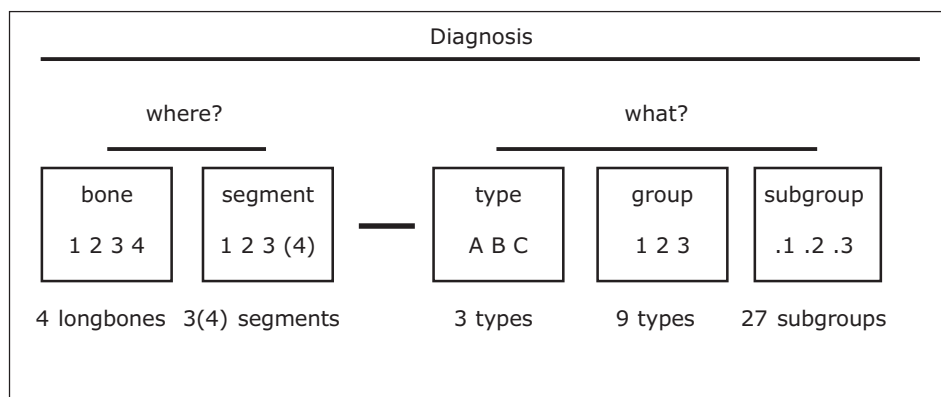 Diagnosis
where?
what?
bone
segment
type
group
subgroup
1 2 3 4
1 2 3 (4)
A B C
1 2 3
.1 .2 .3
4 longbones
3(4) segments
3 types
9 types
27 subgroups